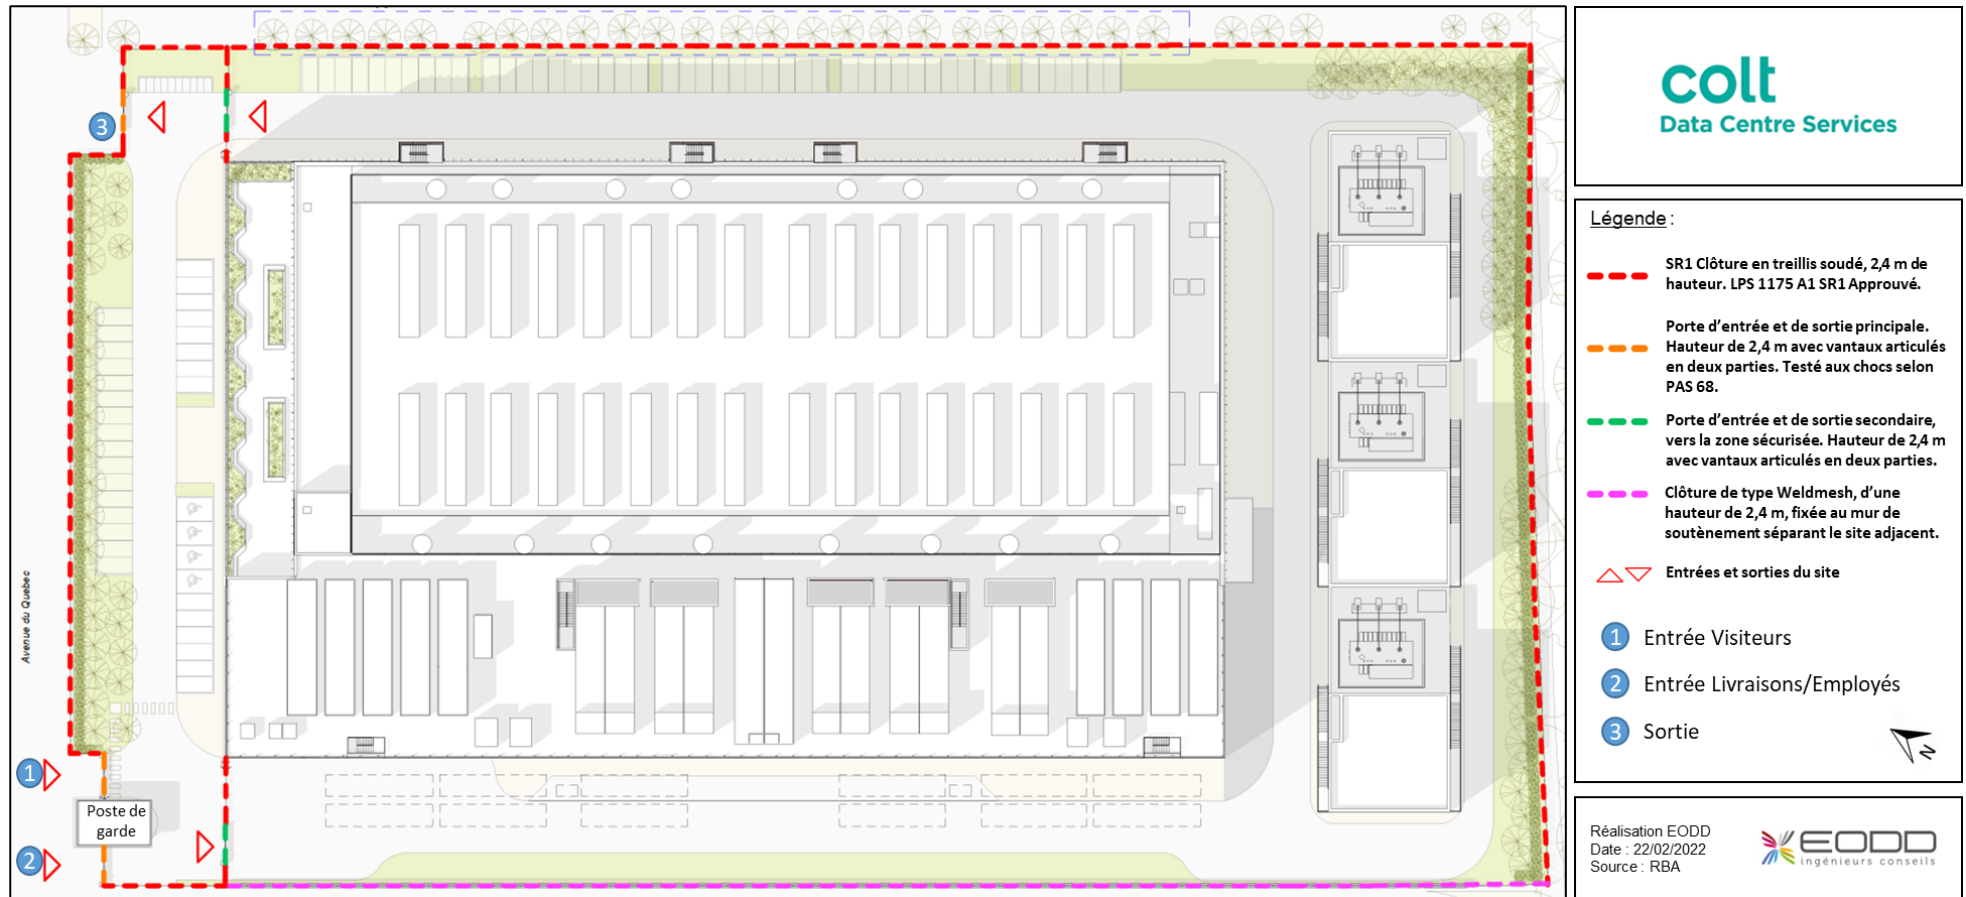 3
Avenue du Quebec
1
Poste de
garde
2
colt
Data Centre Services
Légende :
SR1 Clôture en treillis soudé, 2,4 m de
hauteur. LPS 1175 A1 SR1 Approuvé.
Porte d’entrée et de sortie principale.
Hauteur de 2,4 m avec vantaux articulés
en deux parties. Testé aux chocs selon
PAS 68.
Porte d’entrée et de sortie secondaire,
vers la zone sécurisée. Hauteur de 2,4 m
avec vantaux articulés en deux parties.
Clôture de type Weldmesh, d’une
hauteur de 2,4 m, fixée au mur de
soutènement séparant le site adjacent.
Entrées et sorties du site
1 Entrée Visiteurs
2 Entrée Livraisons/Employés
3 Sortie
N
Réalisation EODD
Date : 22/02/2022
Source : RBA
EODD
ingénieurs conseils